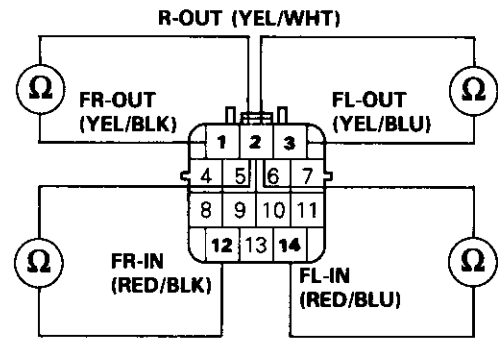 R-OUT (YEL/WHT)
Ω Ω
FR-OUT
(YEL/BLK)
FL-OUT
(YEL/BLU)
1 2 3
4 5 6 7
8 9 10 11
12 13 14
Ω Ω
FR-IN
(RED/BLK)
FL-IN
(RED/BLU)